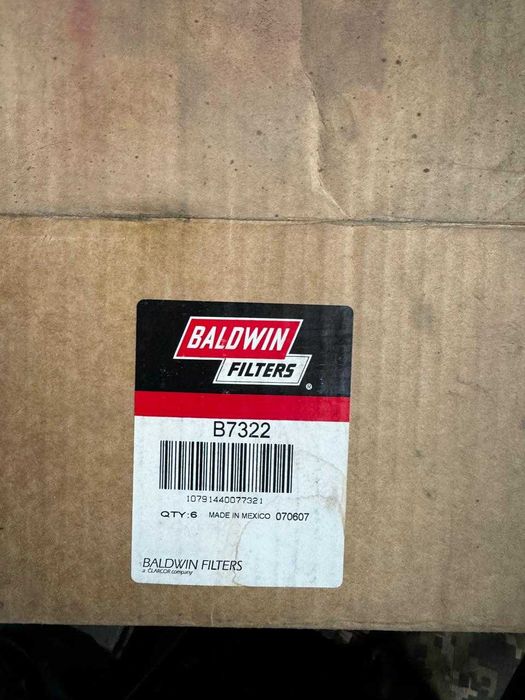 BALDWIN
FILTERS
®
B7322
10791440077321
QTY:6 MADE IN MEXICO 070607
BALDWIN FILTERS
a CLARCOR company